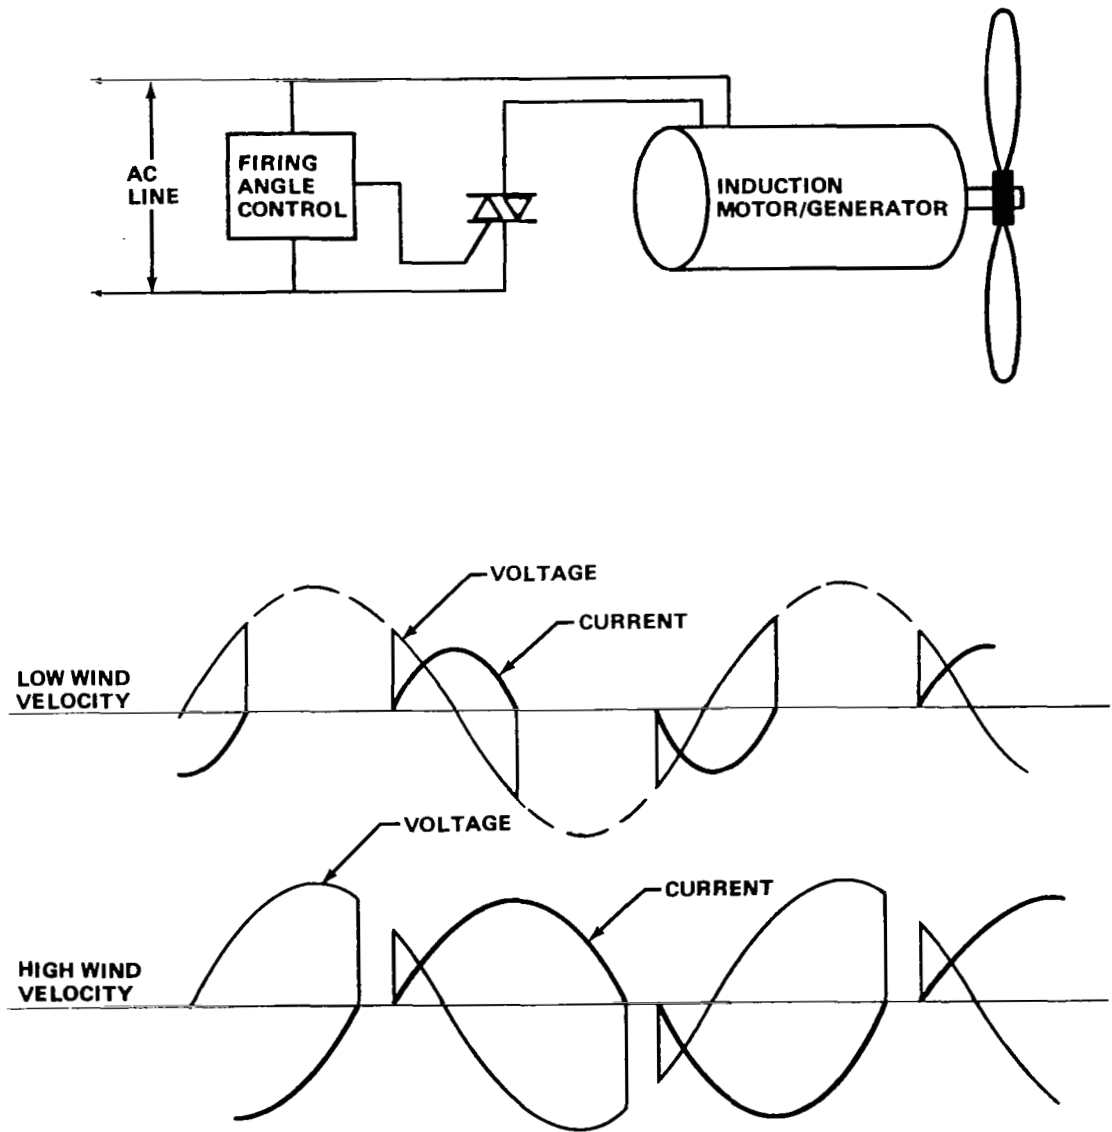 AC
LINE
FIRING
ANGLE
CONTROL
INDUCTION
MOTOR/GENERATOR
VOLTAGE
CURRENT
LOW WIND
VELOCITY
VOLTAGE
CURRENT
HIGH WIND
VELOCITY